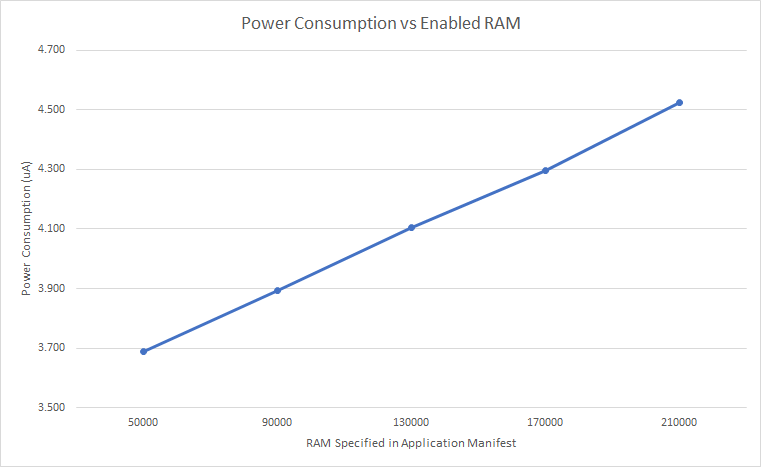 Power Consumption vs Enabled RAM
4.700
4.500
4.300
4.100
3.900
3.700
3.500
Power Consumption (uA)
50000 90000 130000 170000 210000
RAM Specified in Application Manifest